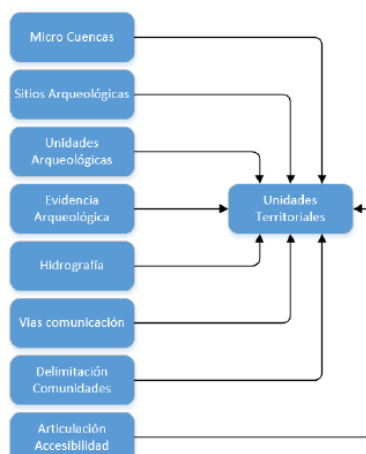 Micro Cuencas
Sitios Arqueológicas
Unidades
Arqueológicas
Evidencia
Arqueológica
Unidades
Territoriales
Hidrografía
Vías comunicación
Delimitación
Comunidades
Articulación
Accesibilidad